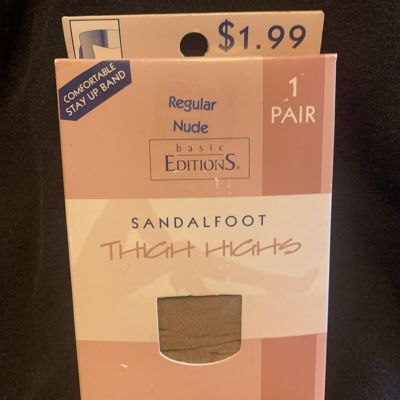 $1.99
COMFORTABLE
STAY UP BAND
1
PAIR
Regular
Nude
basic
EDITIONS®
SANDALFOOT
THIGH HIGHS